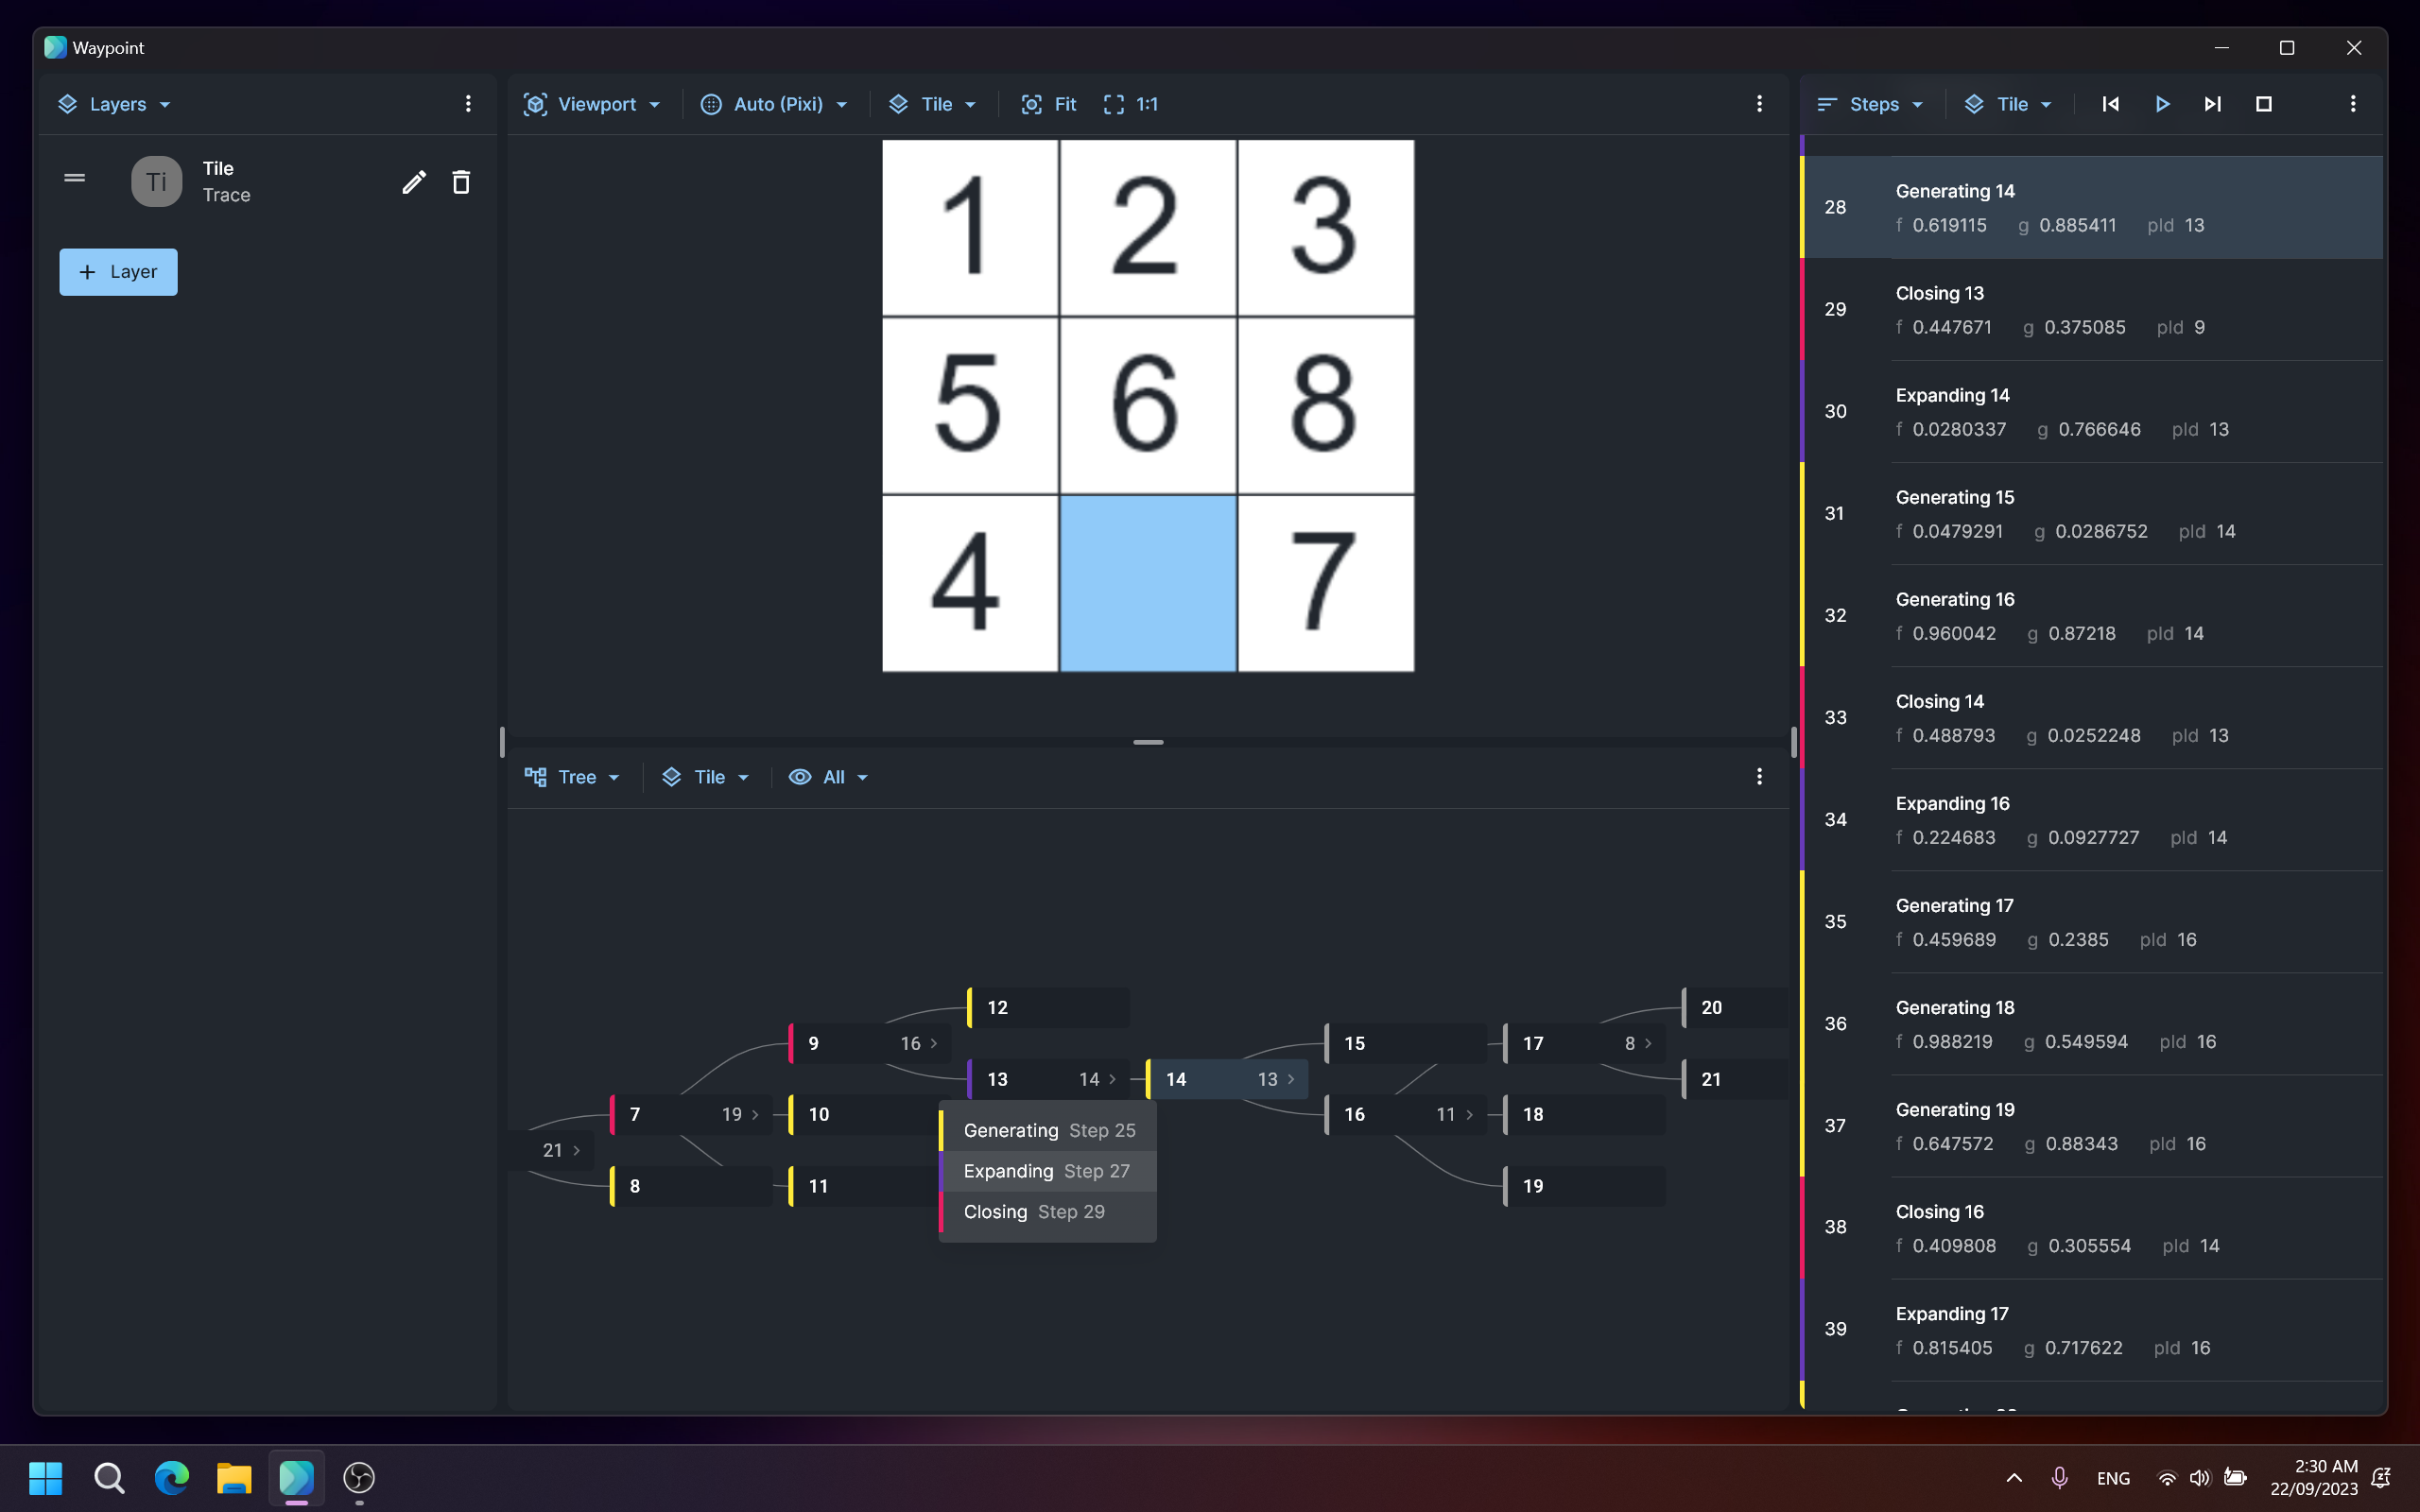 Waypoint
Layers
Ti
Tile
Trace
+ Layer
Viewport
Auto (Pixi)
Tile
Fit
1:1
1 2 3
5 6 8
4 7
Tree
Tile
All
12
9 16
15
17 8
20
13 14
14 13
21
7 19
10
16 11
18
21
8
11
19
Generating Step 25
Expanding Step 27
Closing Step 29
Steps
Tile
28
Generating 14
f 0.619115 g 0.885411 pId 13
29
Closing 13
f 0.447671 g 0.375085 pId 9
30
Expanding 14
f 0.0280337 g 0.766646 pId 13
31
Generating 15
f 0.0479291 g 0.0286752 pId 14
32
Generating 16
f 0.960042 g 0.87218 pId 14
33
Closing 14
f 0.488793 g 0.0252248 pId 13
34
Expanding 16
f 0.224683 g 0.0927727 pId 14
35
Generating 17
f 0.459689 g 0.2385 pId 16
36
Generating 18
f 0.988219 g 0.549594 pId 16
37
Generating 19
f 0.647572 g 0.88343 pId 16
38
Closing 16
f 0.409808 g 0.305554 pId 14
39
Expanding 17
f 0.815405 g 0.717622 pId 16
ENG
2:30 AM
22/09/2023